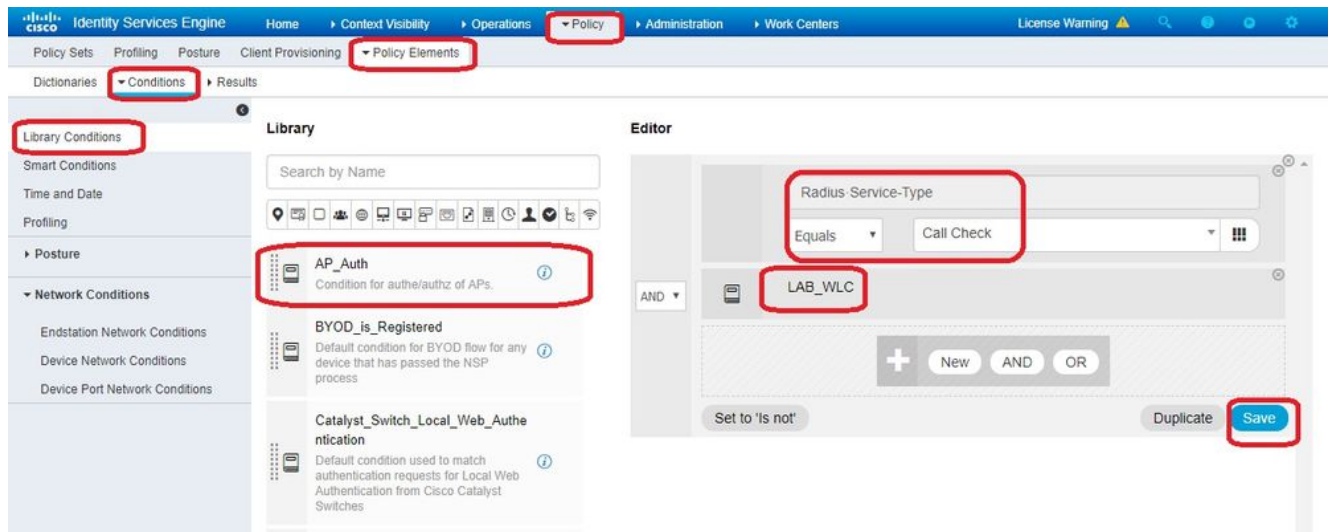 cisco Identity Services Engine Home Context Visibility Operations Policy Administration Work Centers License Warning
Policy Sets Profiling Posture Client Provisioning Policy Elements
Dictionaries Conditions Results
Library Conditions
Smart Conditions
Time and Date
Profiling
Posture
Network Conditions
Endstation Network Conditions
Device Network Conditions
Device Port Network Conditions
Library
Search by Name
AP_Auth
Condition for authe/authz of APs.
BYOD_is_Registered
Default condition for BYOD flow for any
device that has passed the NSP
process
Catalyst_Switch_Local_Web_Authe
ntication
Default condition used to match
authentication requests for Local Web
Authentication from Cisco Catalyst
Switches
Editor
Radius·Service-Type
Equals Call Check
AND LAB_WLC
New AND OR
Set to 'Is not' Duplicate Save